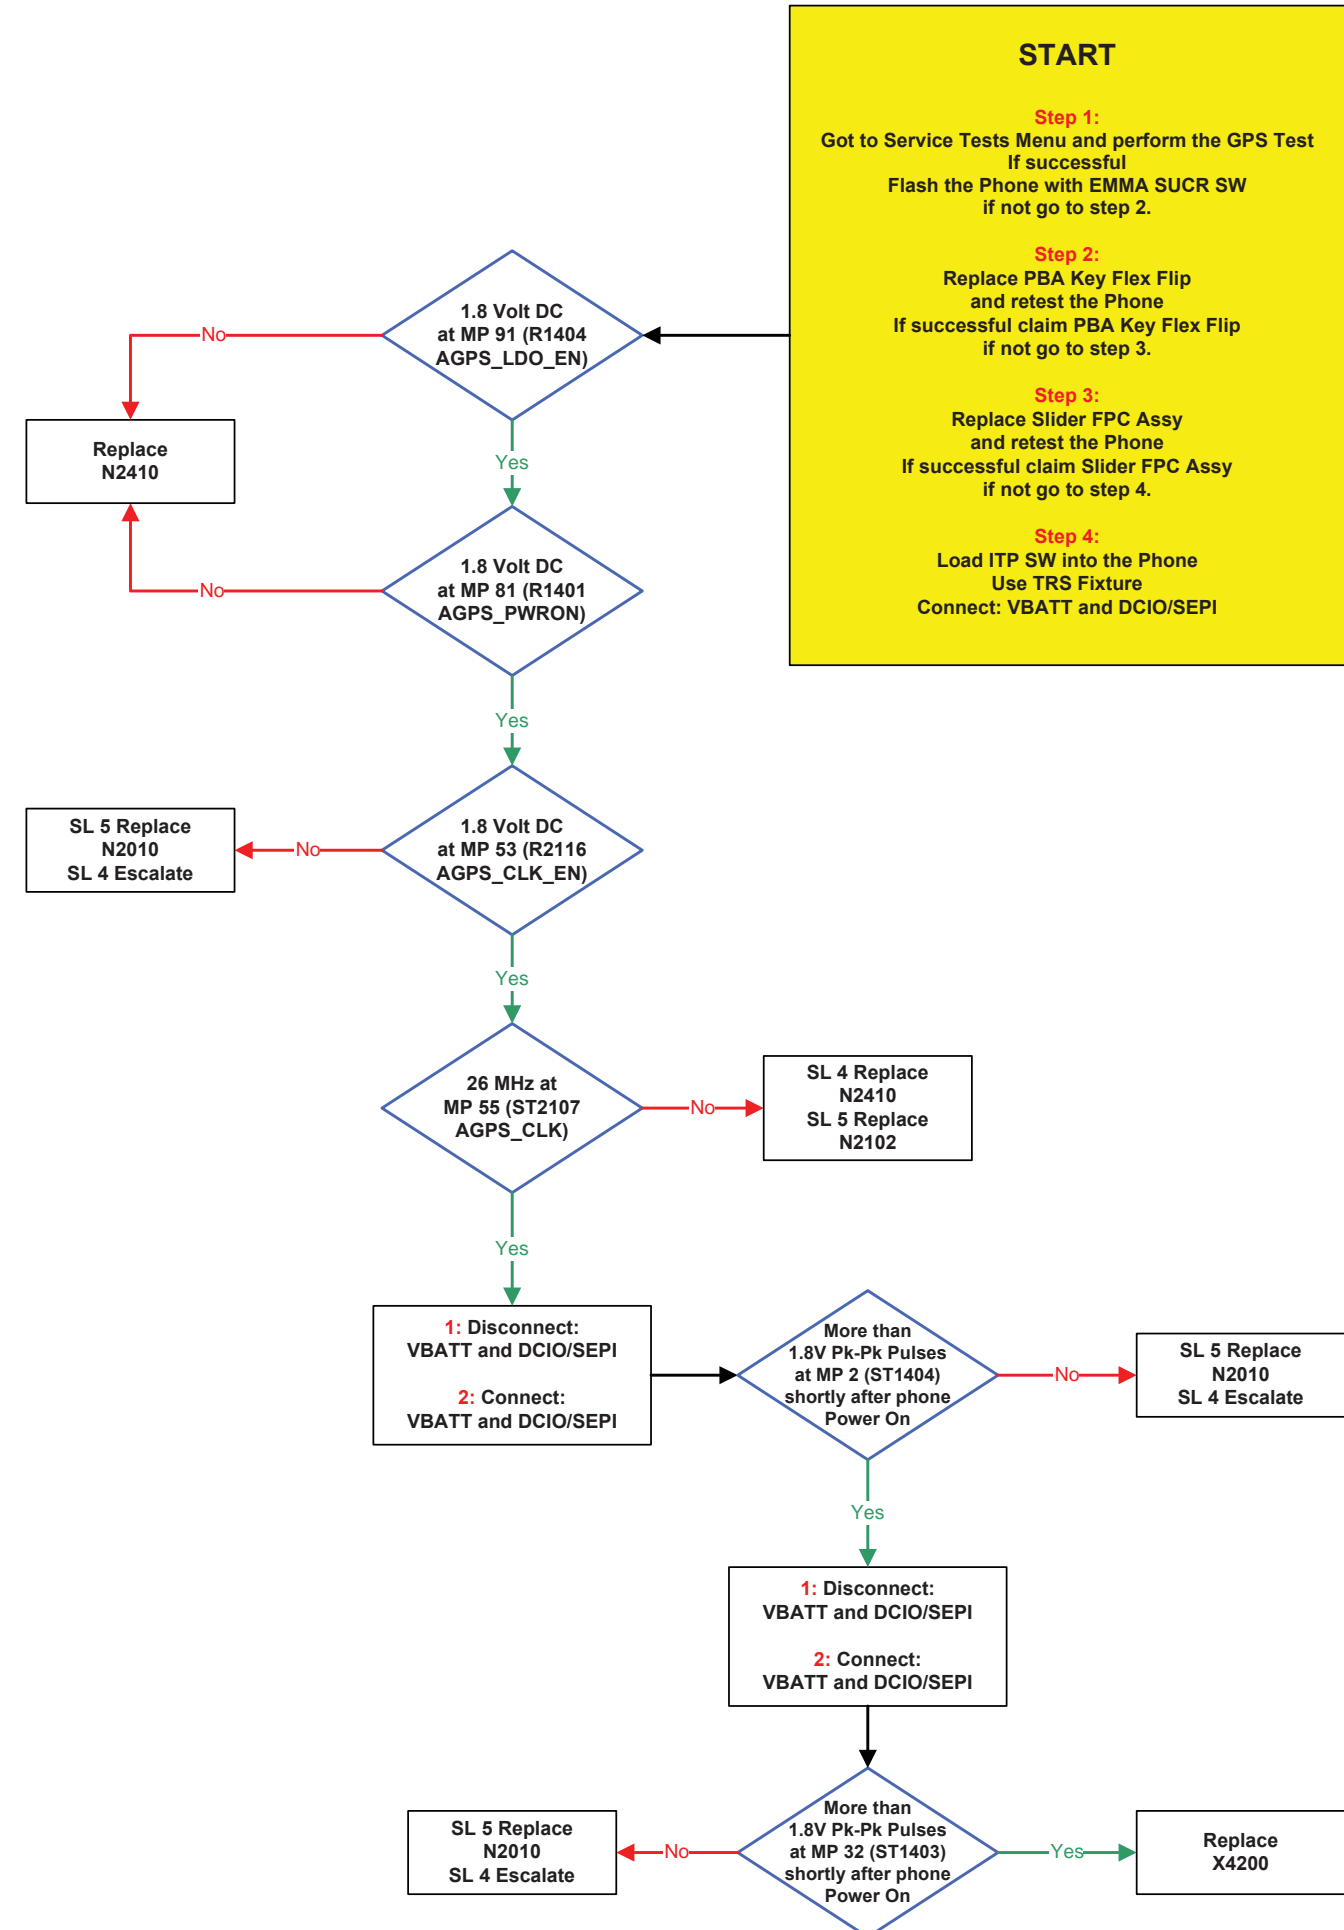 START
Step 1:
Got to Service Tests Menu and perform the GPS Test
If successful
Flash the Phone with EMMA SUCR SW
if not go to step 2.
Step 2:
Replace PBA Key Flex Flip
and retest the Phone
If successful claim PBA Key Flex Flip
if not go to step 3.
Step 3:
Replace Slider FPC Assy
and retest the Phone
If successful claim Slider FPC Assy
if not go to step 4.
Step 4:
Load ITP SW into the Phone
Use TRS Fixture
Connect: VBATT and DCIO/SEPI
1.8 Volt DC
at MP 91 (R1404
AGPS_LDO_EN)
No
Replace
N2410
Yes
1.8 Volt DC
at MP 81 (R1401
AGPS_PWRON)
No
Yes
1.8 Volt DC
at MP 53 (R2116
AGPS_CLK_EN)
No
SL 5 Replace
N2010
SL 4 Escalate
Yes
26 MHz at
MP 55 (ST2107
AGPS_CLK)
No
SL 4 Replace
N2410
SL 5 Replace
N2102
Yes
1: Disconnect:
VBATT and DCIO/SEPI
2: Connect:
VBATT and DCIO/SEPI
More than
1.8V Pk-Pk Pulses
at MP 2 (ST1404)
shortly after phone
Power On
No
SL 5 Replace
N2010
SL 4 Escalate
Yes
1: Disconnect:
VBATT and DCIO/SEPI
2: Connect:
VBATT and DCIO/SEPI
More than
1.8V Pk-Pk Pulses
at MP 32 (ST1403)
shortly after phone
Power On
No
SL 5 Replace
N2010
SL 4 Escalate
Yes
Replace
X4200